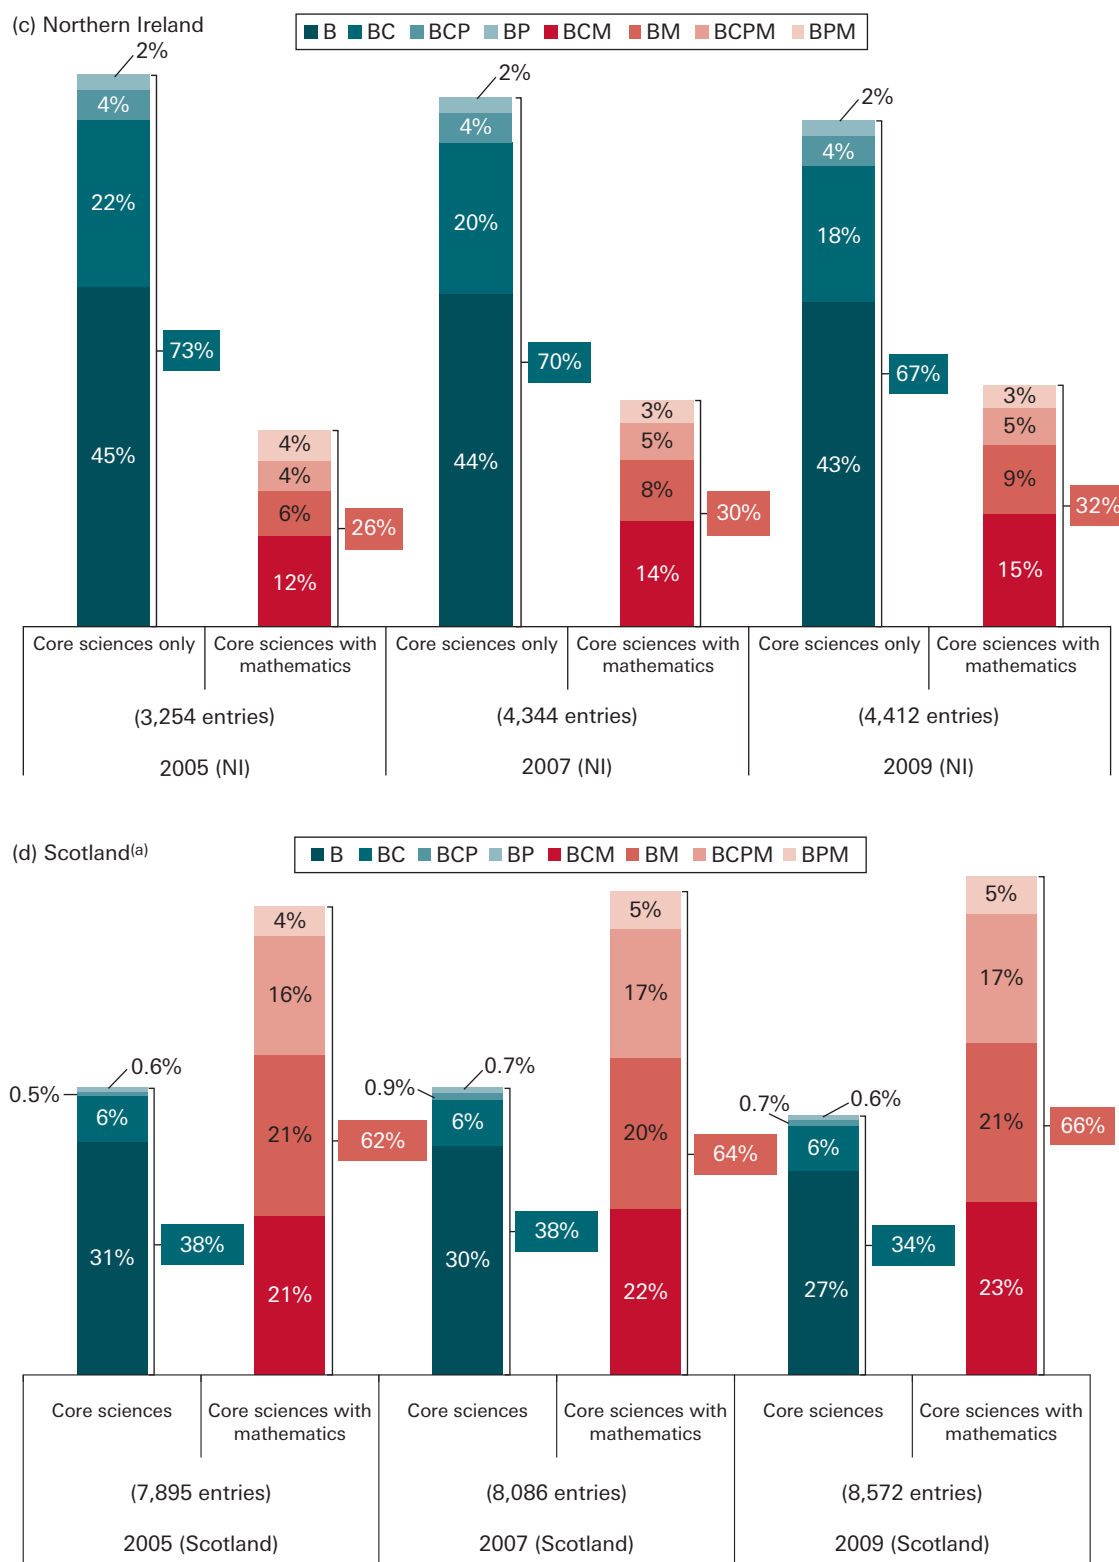 (c) Northern Ireland
B BC BCP BP BCM BM BCPM BPM
2%
4%
22%
45%
73%
4%
4%
6%
12%
26%
2%
4%
20%
44%
70%
3%
5%
8%
14%
30%
2%
4%
18%
43%
67%
3%
5%
9%
15%
32%
Core sciences only
Core sciences with
mathematics
Core sciences only
Core sciences with
mathematics
Core sciences only
Core sciences with
mathematics
(3,254 entries)
(4,344 entries)
(4,412 entries)
2005 (NI)
2007 (NI)
2009 (NI)
(d) Scotland(a)
B BC BCP BP BCM BM BCPM BPM
0.6%
0.5%
6%
31%
38%
4%
16%
21%
21%
62%
0.7%
0.9%
6%
30%
38%
5%
17%
20%
22%
64%
0.6%
0.7%
6%
27%
34%
5%
17%
21%
23%
66%
Core sciences
Core sciences with
mathematics
Core sciences
Core sciences with
mathematics
Core sciences
Core sciences with
mathematics
(7,895 entries)
(8,086 entries)
(8,572 entries)
2005 (Scotland)
2007 (Scotland)
2009 (Scotland)